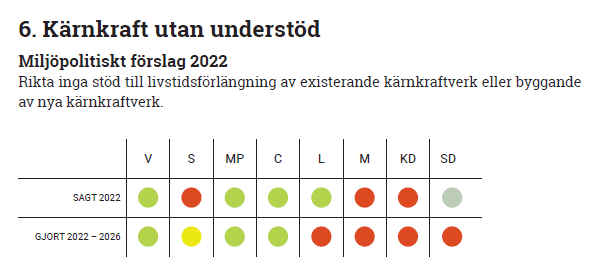 6. Kärnkraft utan understöd
Miljöpolitiskt förslag 2022
Rikta inga stöd till livstidsförlängning av existerande kärnkraftverk eller byggande
av nya kärnkraftverk.
V S MP C L M KD SD
SAGT 2022
GJORT 2022 – 2026